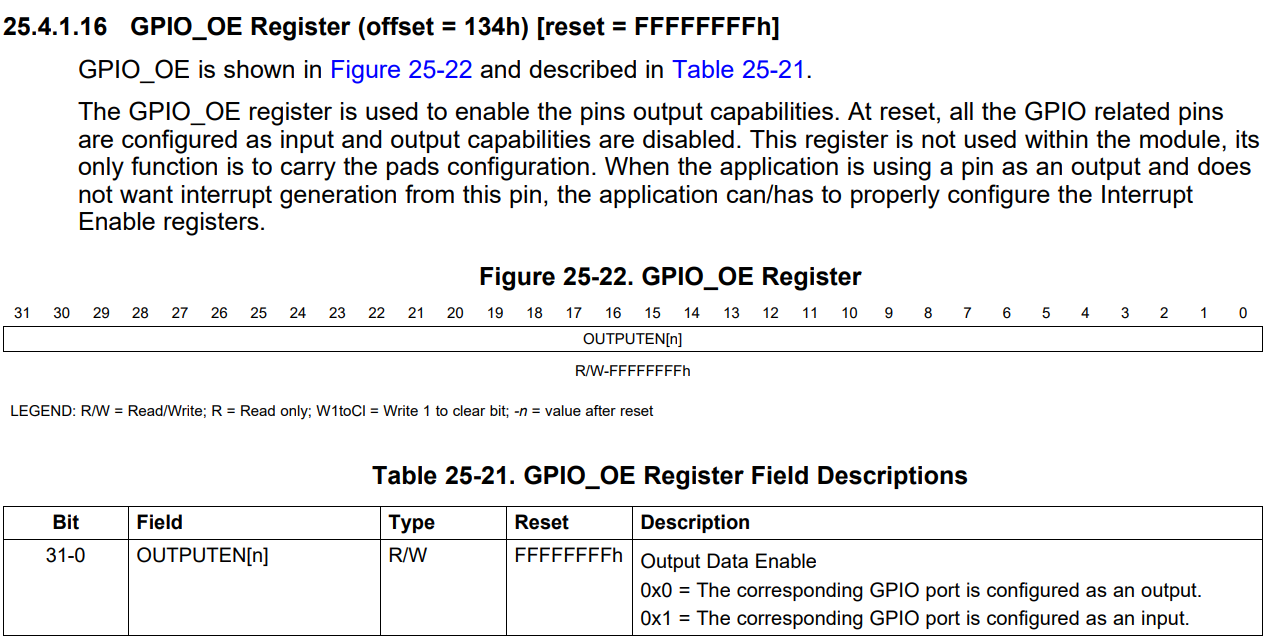 25.4.1.16 GPIO_OE Register (offset = 134h) [reset = FFFFFFFFh]
GPIO_OE is shown in Figure 25-22 and described in Table 25-21.
The GPIO_OE register is used to enable the pins output capabilities. At reset, all the GPIO related pins
are configured as input and output capabilities are disabled. This register is not used within the module, its
only function is to carry the pads configuration. When the application is using a pin as an output and does
not want interrupt generation from this pin, the application can/has to properly configure the Interrupt
Enable registers.
Figure 25-22. GPIO_OE Register
31 30 29 28 27 26 25 24 23 22 21 20 19 18 17 16 15 14 13 12 11 10 9 8 7 6 5 4 3 2 1 0
OUTPUTEN[n]
R/W-FFFFFFFFh
LEGEND: R/W = Read/Write; R = Read only; W1toCl = Write 1 to clear bit; -n = value after reset
Table 25-21. GPIO_OE Register Field Descriptions
Bit Field Type Reset Description
31-0 OUTPUTEN[n] R/W FFFFFFFFh Output Data Enable
0x0 = The corresponding GPIO port is configured as an output.
0x1 = The corresponding GPIO port is configured as an input.